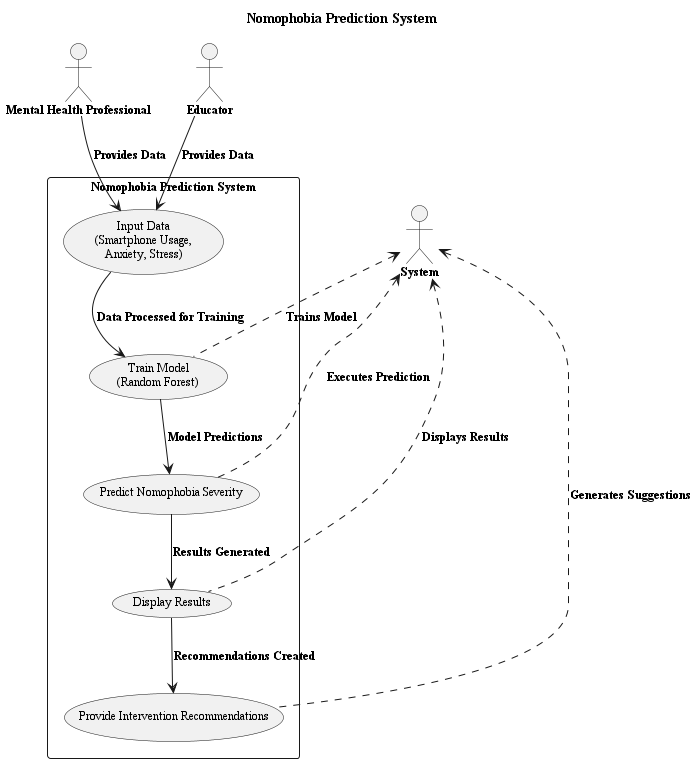 Nomophobia Prediction System
Mental Health Professional
Educator
Provides Data
Provides Data
Nomophobia Prediction System
Input Data
(Smartphone Usage,
Anxiety, Stress)
System
Data Processed for Training
Trains Model
Train Model
(Random Forest)
Executes Prediction
Model Predictions
Displays Results
Predict Nomophobia Severity
Generates Suggestions
Results Generated
Display Results
Recommendations Created
Provide Intervention Recommendations